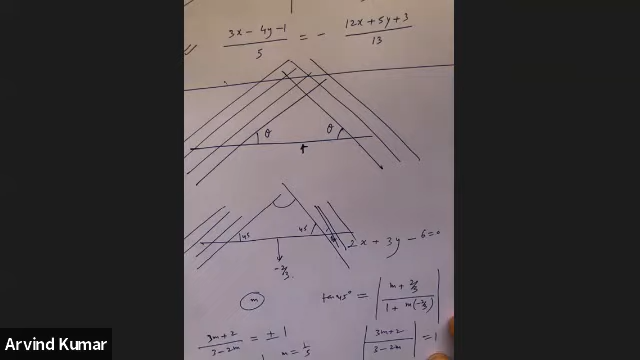 (3x - 4y - 1)/5 = - (12x + 5y + 3)/13
θ θ
45 45
2x + 3y - 6 = 0
-2/3
m
tan 45° = | (m + 2/3)/(1 + m(-2/3)) |
(3m+2)/(3-2m) = ± 1
| (3m+2)/(3-2m) | = 1
m = 1/5
Arvind Kumar